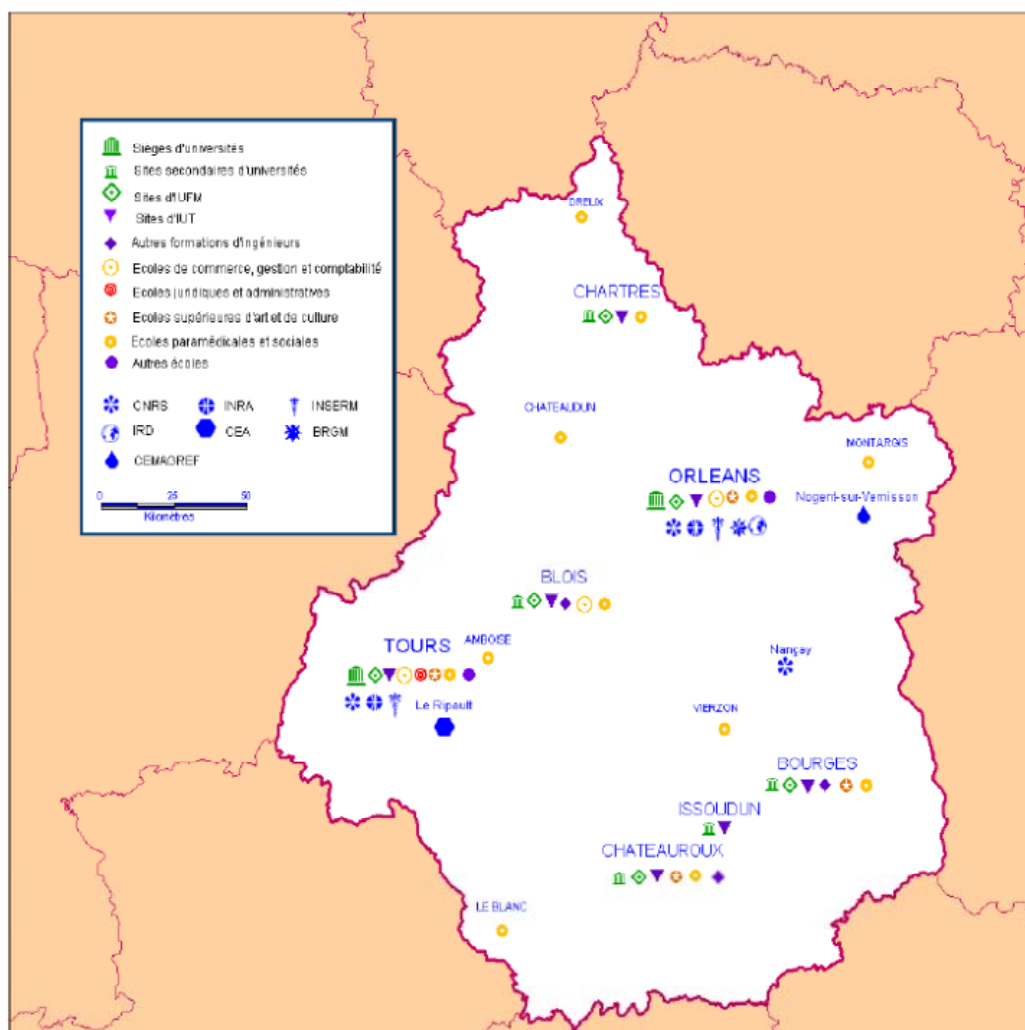 Sièges d'universités
Sites secondaires d'universités
Sites d'IUFM
Sites d'IUT
Autres formations d'Ingénieurs
Ecoles de commerce, gestion et comptabilité
Ecoles juridiques et administratives
Ecoles supérieures d'art et de culture
Ecoles paramédicales et sociales
Autres écoles
CNRS INRA INSERM
IRD CEA BRGM
CEMAGREF
0 25 50
Kilomètres
DREUX
CHARTRES
CHATEAUDUN
MONTARGIS
ORLEANS
Nogent-sur-Vernisson
BLOIS
TOURS
AMBOISE
Nançay
Le Ripault
VIERZON
BOURGES
ISSOUDUN
CHATEAUROUX
LE BLANC